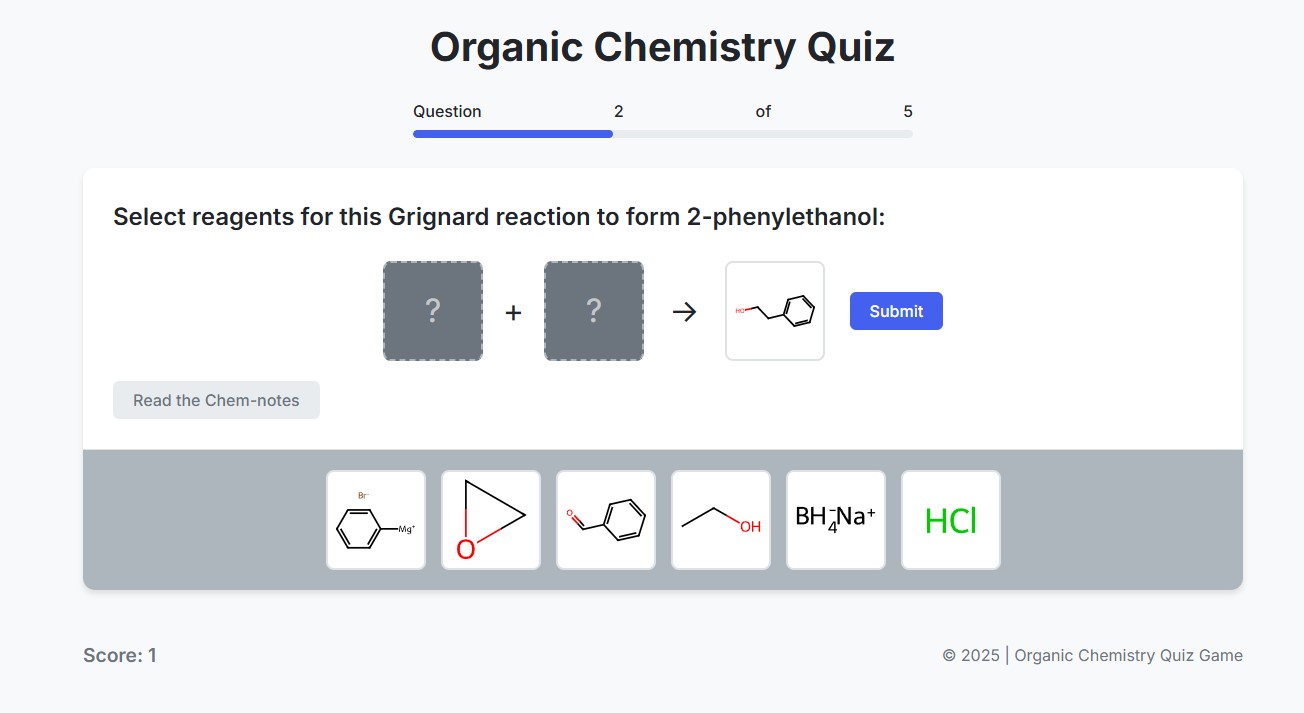 Organic Chemistry Quiz
Question 2 of 5
Select reagents for this Grignard reaction to form 2-phenylethanol:
? + ? → HO Submit
Read the Chem-notes
Br⁻
Mg⁺ O O OH BH₄⁻Na⁺ HCl
Score: 1 © 2025 | Organic Chemistry Quiz Game